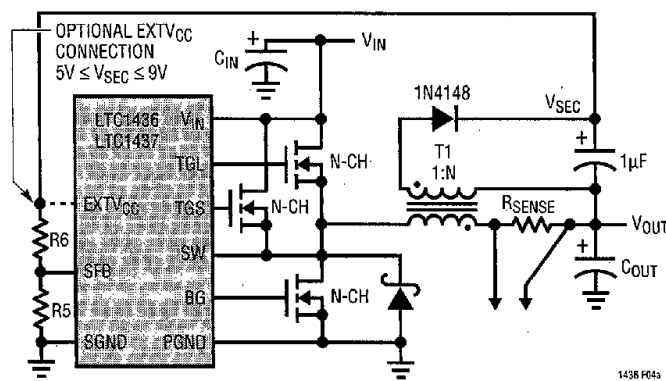 OPTIONAL EXTVCC
CONNECTION
5V ≤ VSEC ≤ 9V
+
CIN
VIN
LTC1436
LTC1437
VIN
TGL
N-CH
EXTVCC
TGS
N-CH
SW
R6
SFB
BG
N-CH
R5
SGND
PGND
1N4148
VSEC
T1
1:N
+
1μF
RSENSE
VOUT
+
COUT
1436 F04a